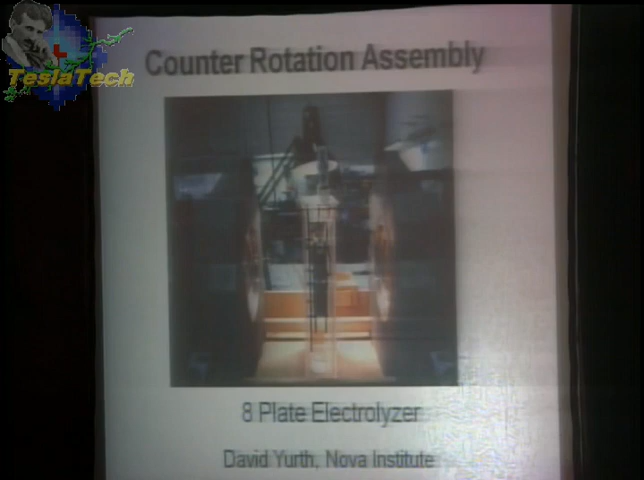 TeslaTech
Counter Rotation Assembly
8 Plate Electrolyzer
David Yurth, Nova Institute